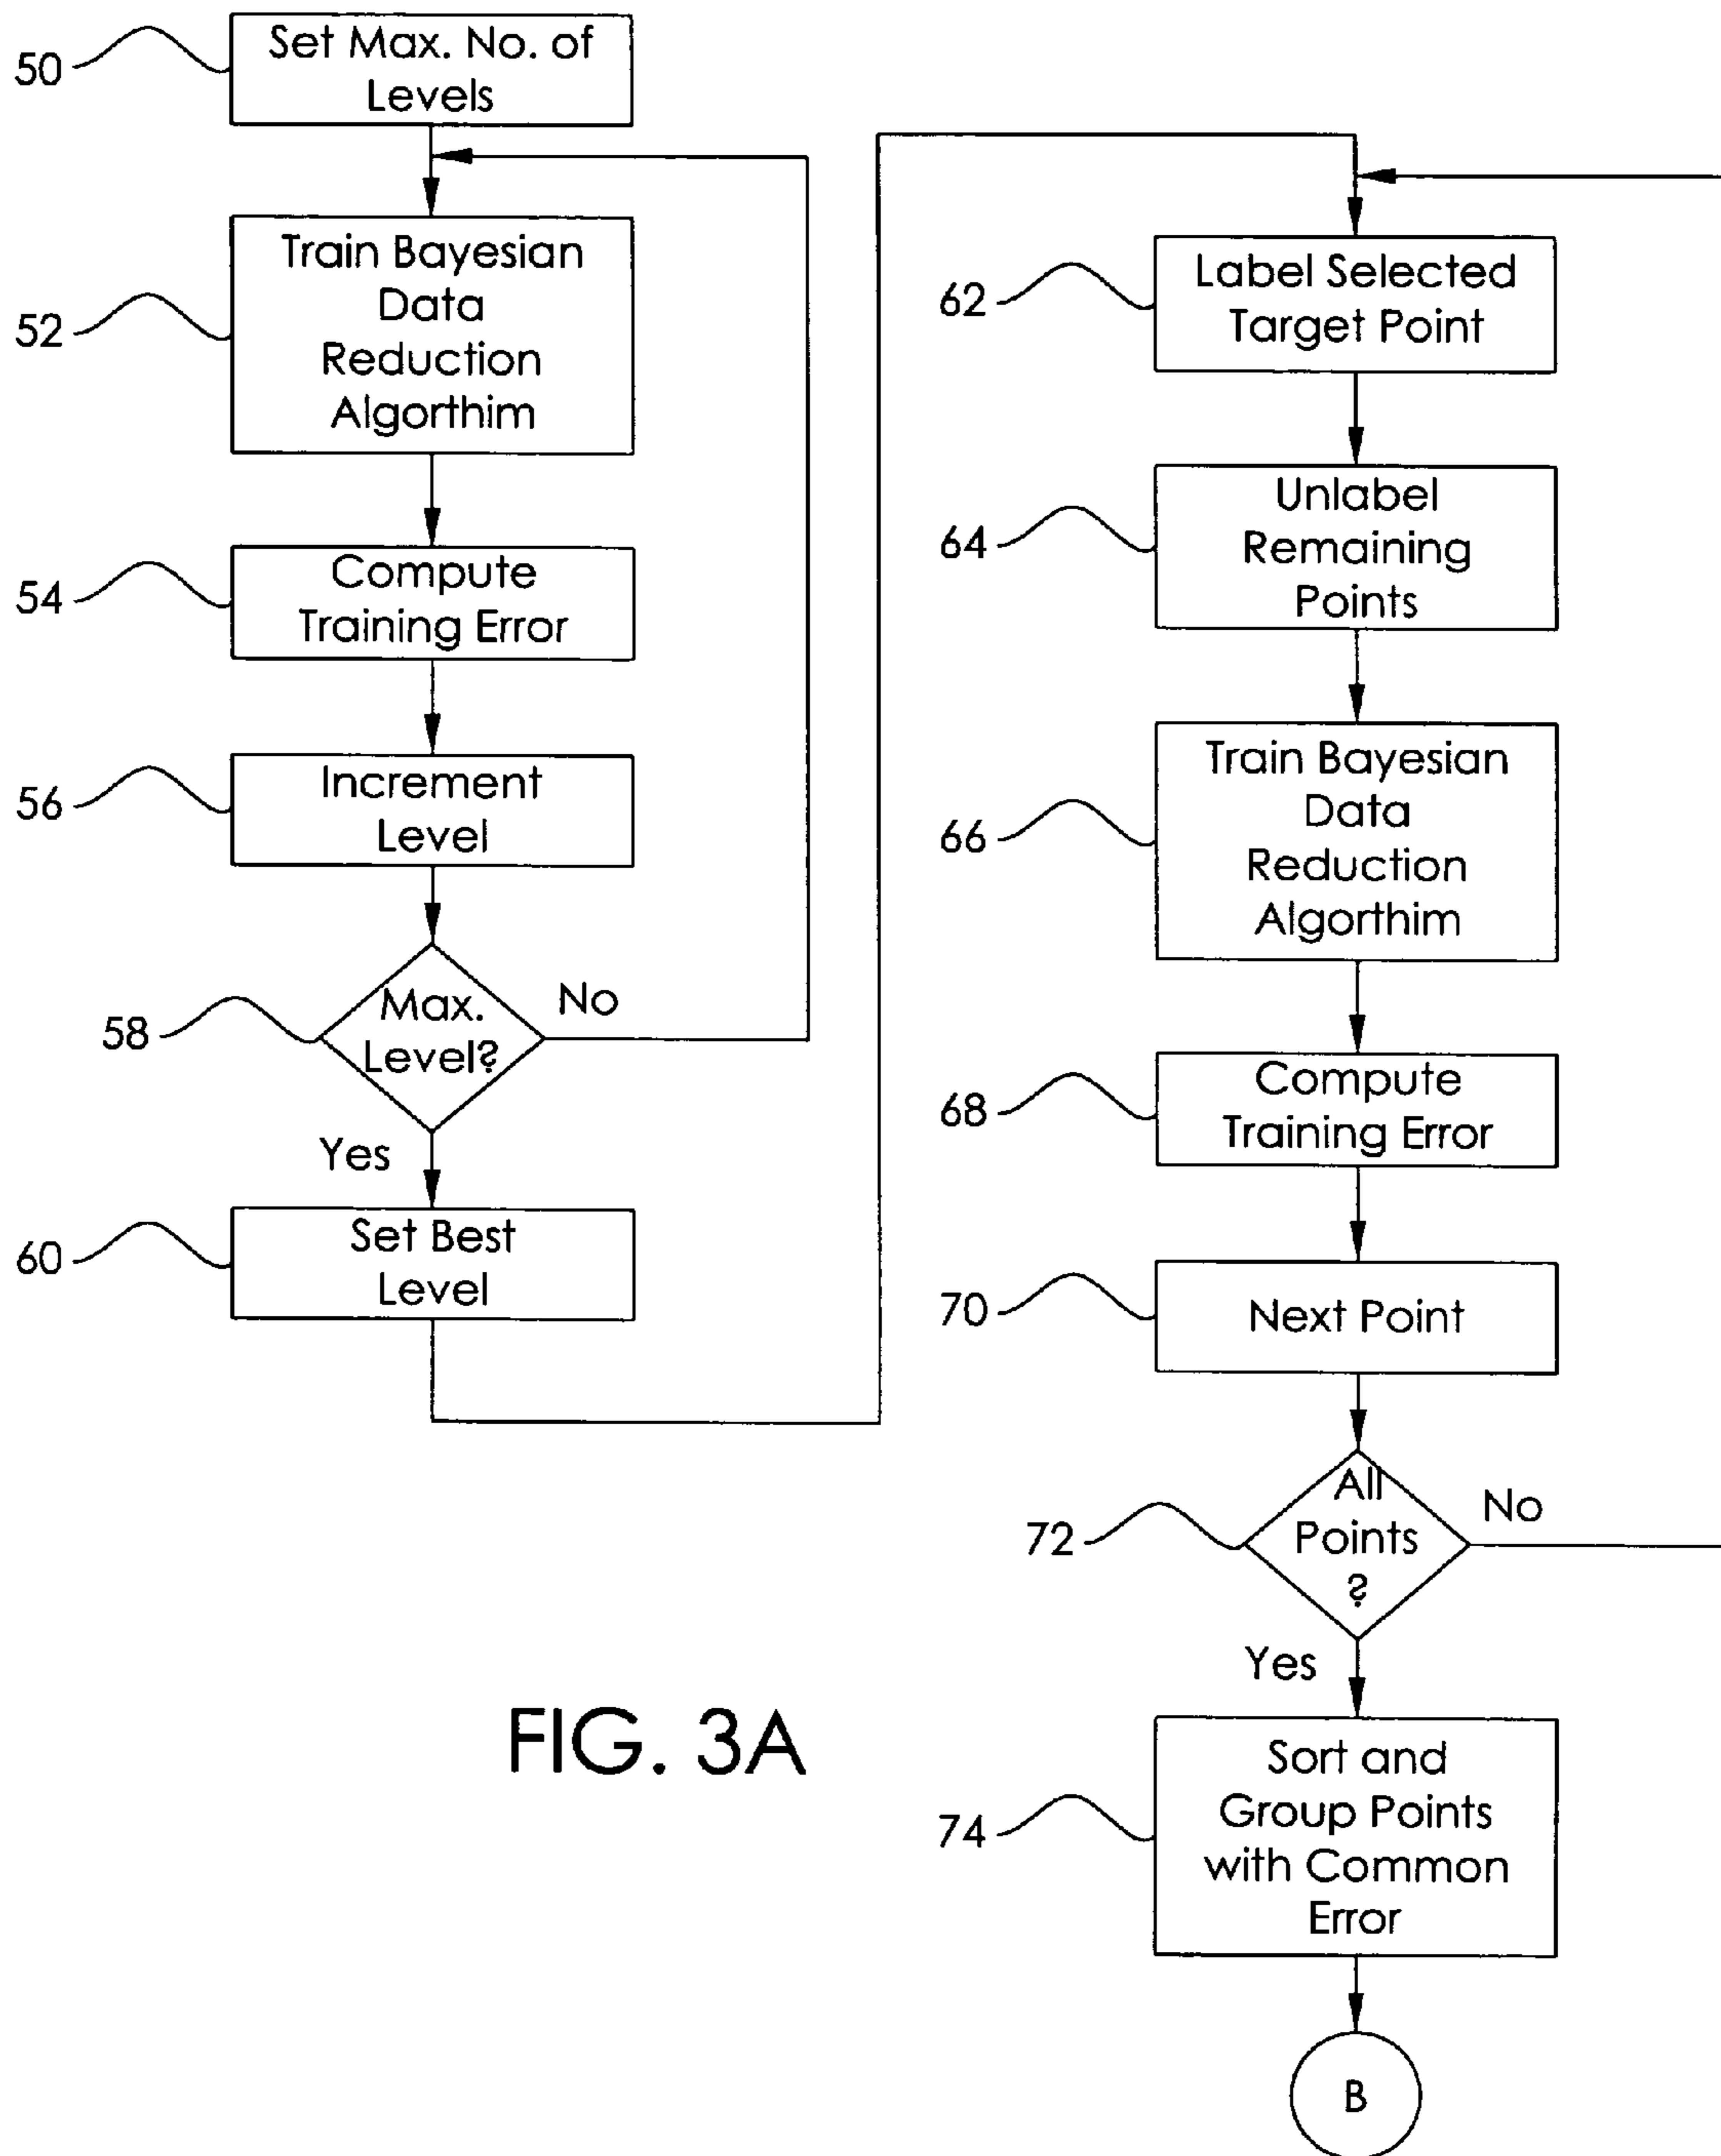 50
Set Max. No. of
Levels
52
Train Bayesian
Data
Reduction
Algorthim
54
Compute
Training Error
56
Increment
Level
58
Max.
Level?
No
Yes
60
Set Best
Level
62
Label Selected
Target Point
64
Unlabel
Remaining
Points
66
Train Bayesian
Data
Reduction
Algorthim
68
Compute
Training Error
70
Next Point
72
All
Points
?
No
Yes
74
Sort and
Group Points
with Common
Error
B
FIG. 3A